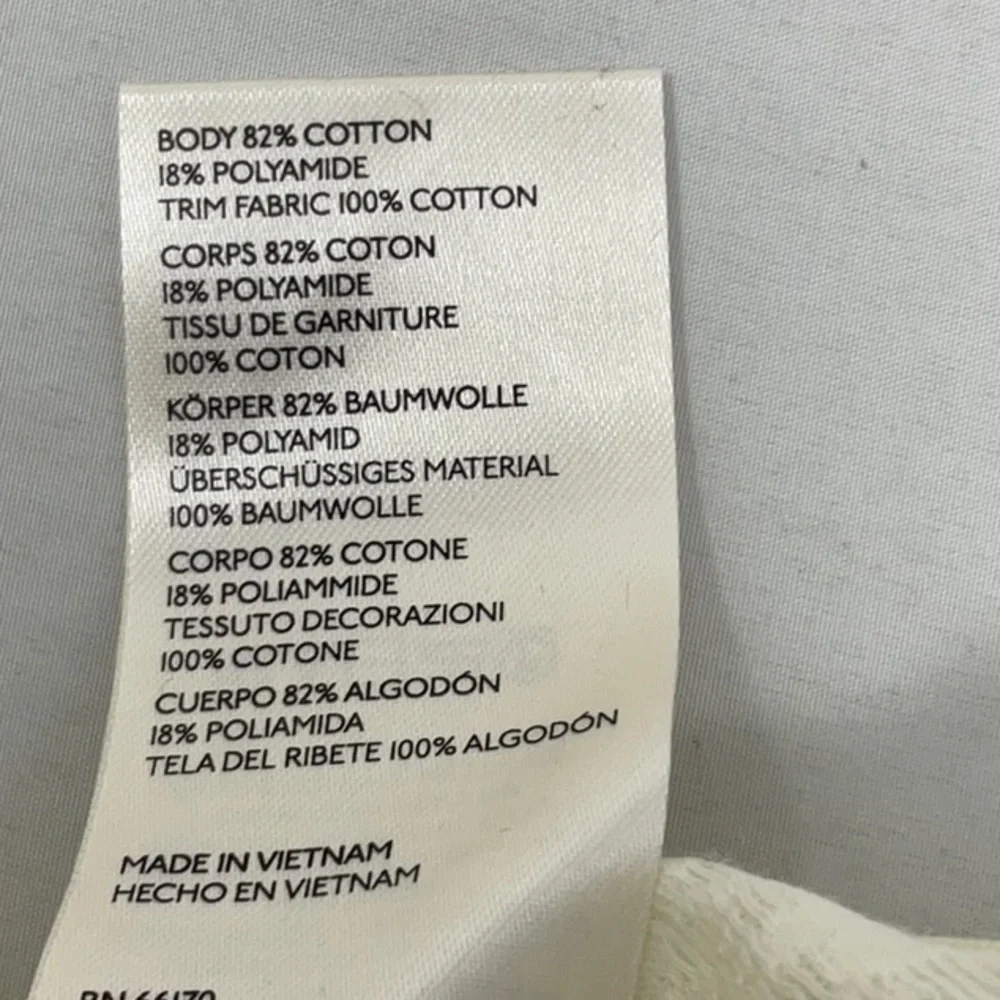 BODY 82% COTTON
18% POLYAMIDE
TRIM FABRIC 100% COTTON
CORPS 82% COTON
18% POLYAMIDE
TISSU DE GARNITURE
100% COTON
KÖRPER 82% BAUMWOLLE
18% POLYAMID
ÜBERSCHÜSSIGES MATERIAL
100% BAUMWOLLE
CORPO 82% COTONE
18% POLIAMMIDE
TESSUTO DECORAZIONI
100% COTONE
CUERPO 82% ALGODÓN
18% POLIAMIDA
TELA DEL RIBETE 100% ALGODÓN
MADE IN VIETNAM
HECHO EN VIETNAM
RN 66170